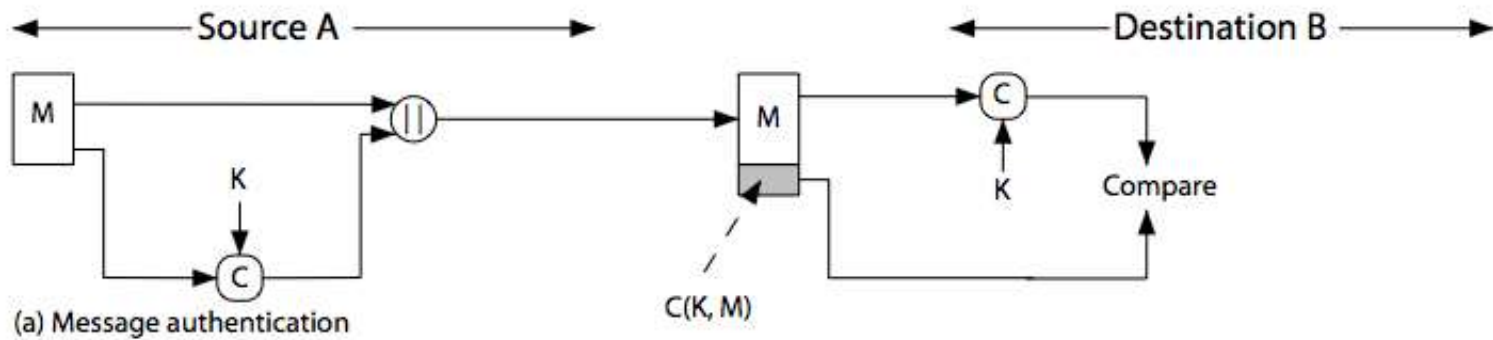 Source A
Destination B
M
||
M
C
K
K
Compare
C
C(K, M)
(a) Message authentication